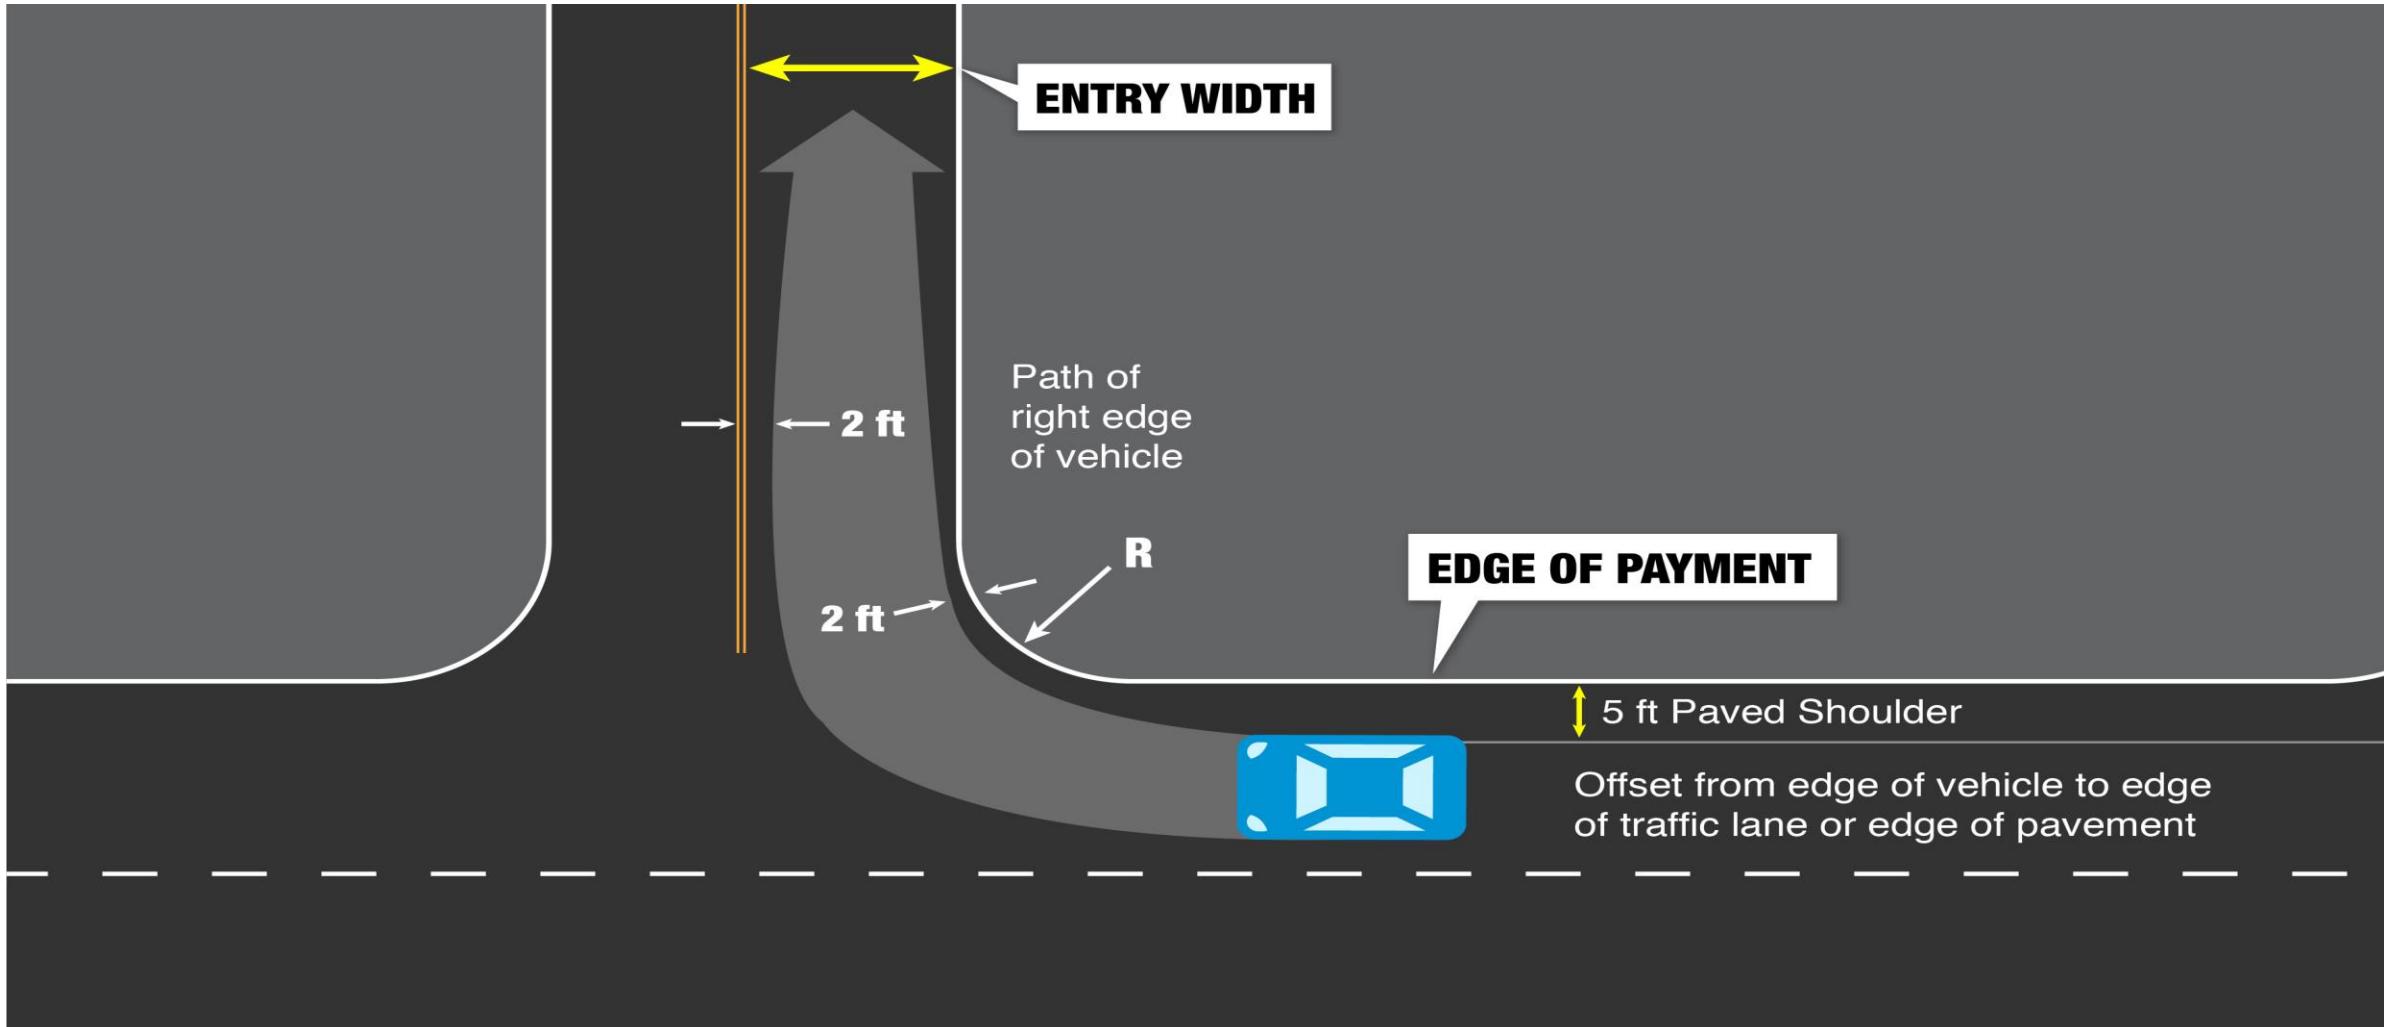 ENTRY WIDTH
Path of
right edge
of vehicle
2 ft
R
EDGE OF PAYMENT
2 ft
5 ft Paved Shoulder
Offset from edge of vehicle to edge
of traffic lane or edge of pavement